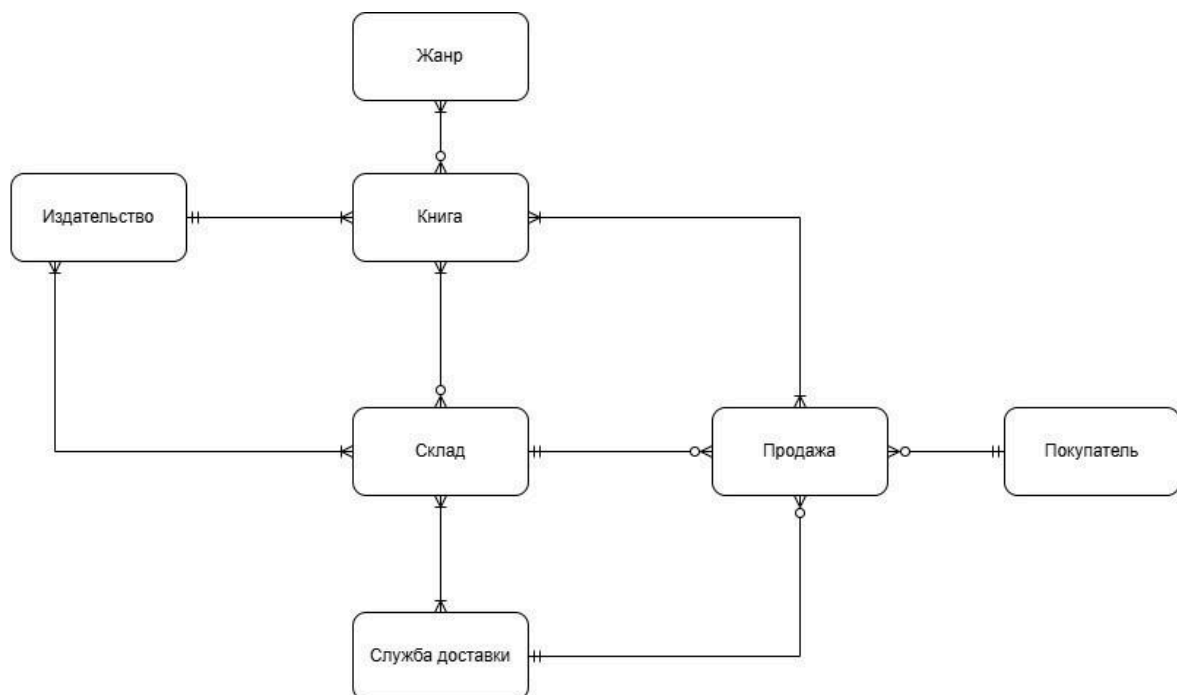 Жанр
Издательство
Книга
Склад
Продажа
Покупатель
Служба доставки